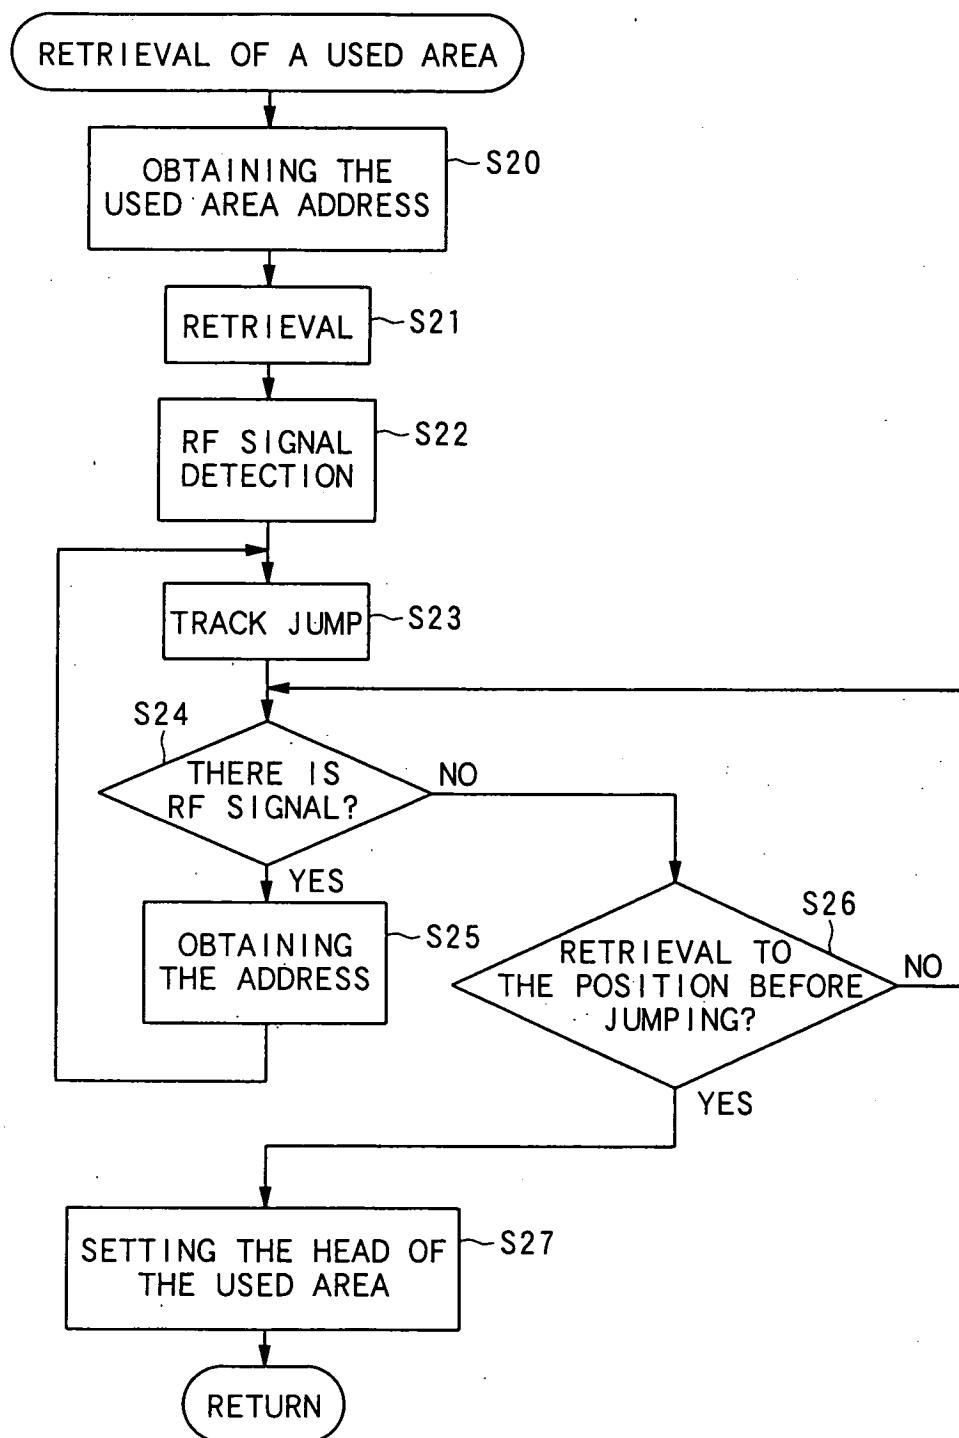 RETRIEVAL OF A USED AREA
OBTAINING THE
USED AREA ADDRESS
S20
RETRIEVAL
S21
RF SIGNAL
DETECTION
S22
TRACK JUMP
S23
S24
THERE IS
RF SIGNAL?
NO
YES
OBTAINING
THE ADDRESS
S25
S26
RETRIEVAL TO
THE POSITION BEFORE
JUMPING?
NO
YES
SETTING THE HEAD OF
THE USED AREA
S27
RETURN